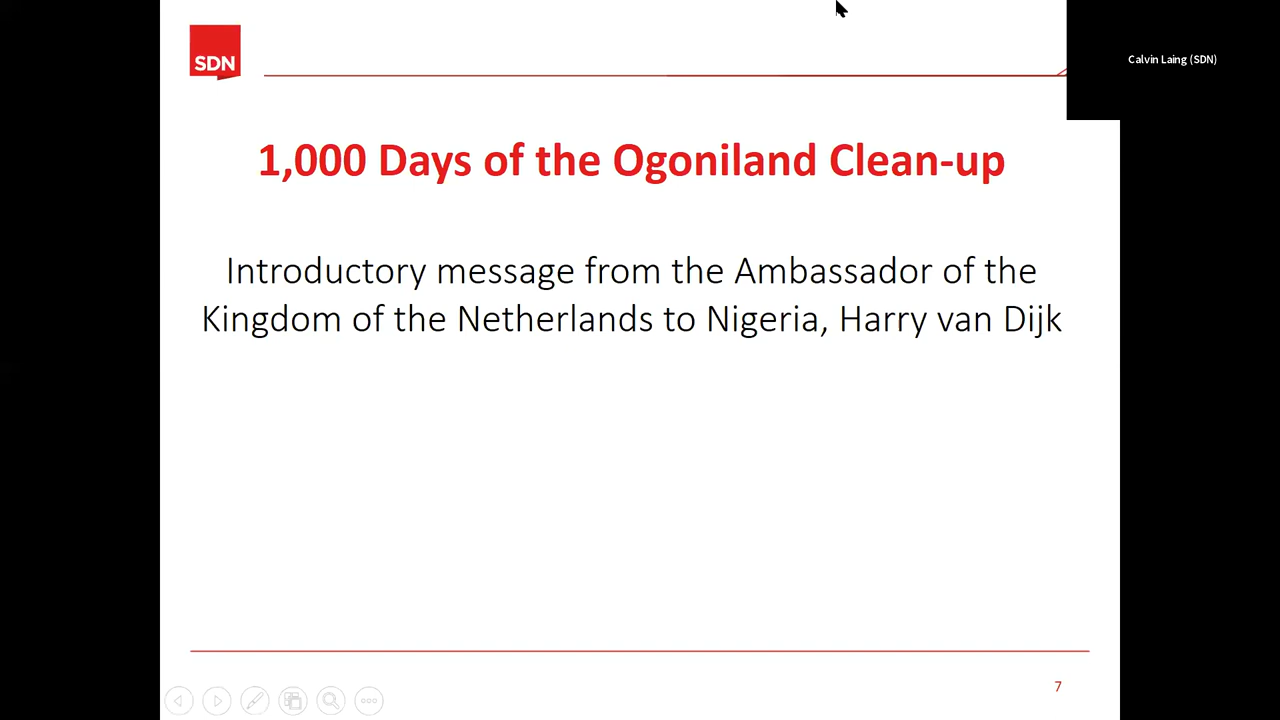 SDN
Calvin Laing (SDN)
1,000 Days of the Ogoniland Clean-up
Introductory message from the Ambassador of the
Kingdom of the Netherlands to Nigeria, Harry van Dijk
7